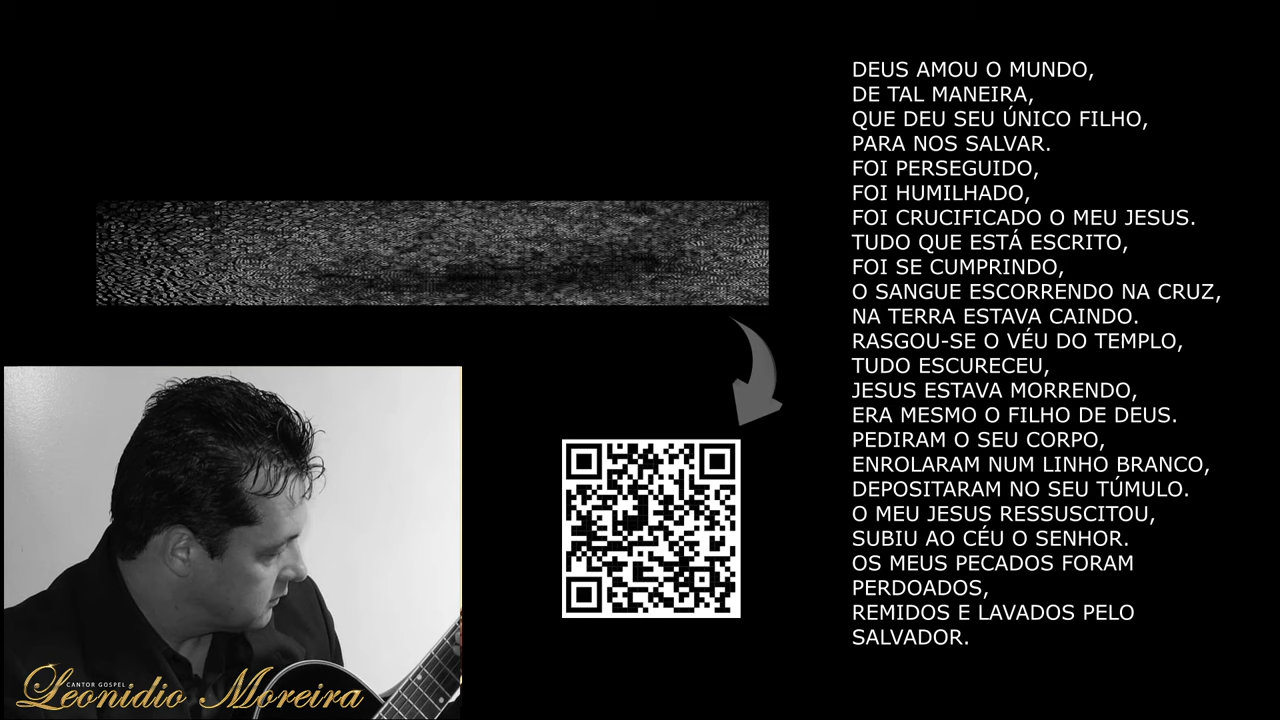 DEUS AMOU O MUNDO,
DE TAL MANEIRA,
QUE DEU SEU ÚNICO FILHO,
PARA NOS SALVAR.
FOI PERSEGUIDO,
FOI HUMILHADO,
FOI CRUCIFICADO O MEU JESUS.
TUDO QUE ESTÁ ESCRITO,
FOI SE CUMPRINDO,
O SANGUE ESCORRENDO NA CRUZ,
NA TERRA ESTAVA CAINDO.
RASGOU-SE O VÉU DO TEMPLO,
TUDO ESCURECEU,
JESUS ESTAVA MORRENDO,
ERA MESMO O FILHO DE DEUS.
PEDIRAM O SEU CORPO,
ENROLARAM NUM LINHO BRANCO,
DEPOSITARAM NO SEU TÚMULO.
O MEU JESUS RESSUSCITOU,
SUBIU AO CÉU O SENHOR.
OS MEUS PECADOS FORAM
PERDOADOS,
REMIDOS E LAVADOS PELO
SALVADOR.
CANTOR GOSPEL
Leonidio Moreira